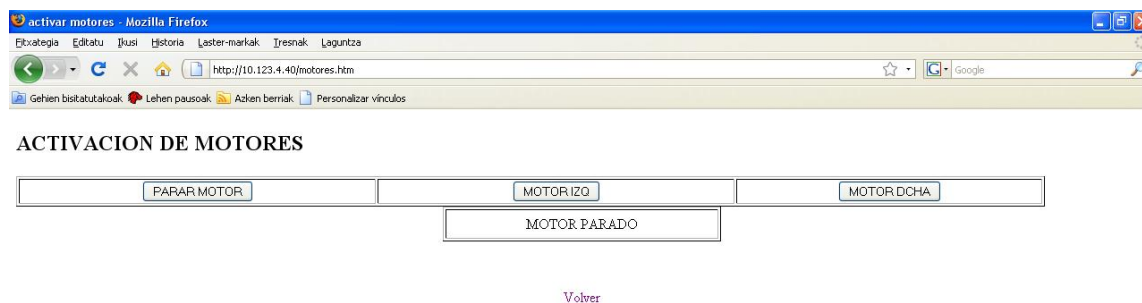 activar motores - Mozilla Firefox
Fitxategia Editatu Ikusi Historia Laster-markak Tresnak Laguntza
http://10.123.4.40/motores.htm Google
Gehien bisitatutakoak Lehen pausoak Azken berriak Personalizar vínculos
ACTIVACION DE MOTORES
PARAR MOTOR MOTOR IZQ MOTOR DCHA
MOTOR PARADO
Volver